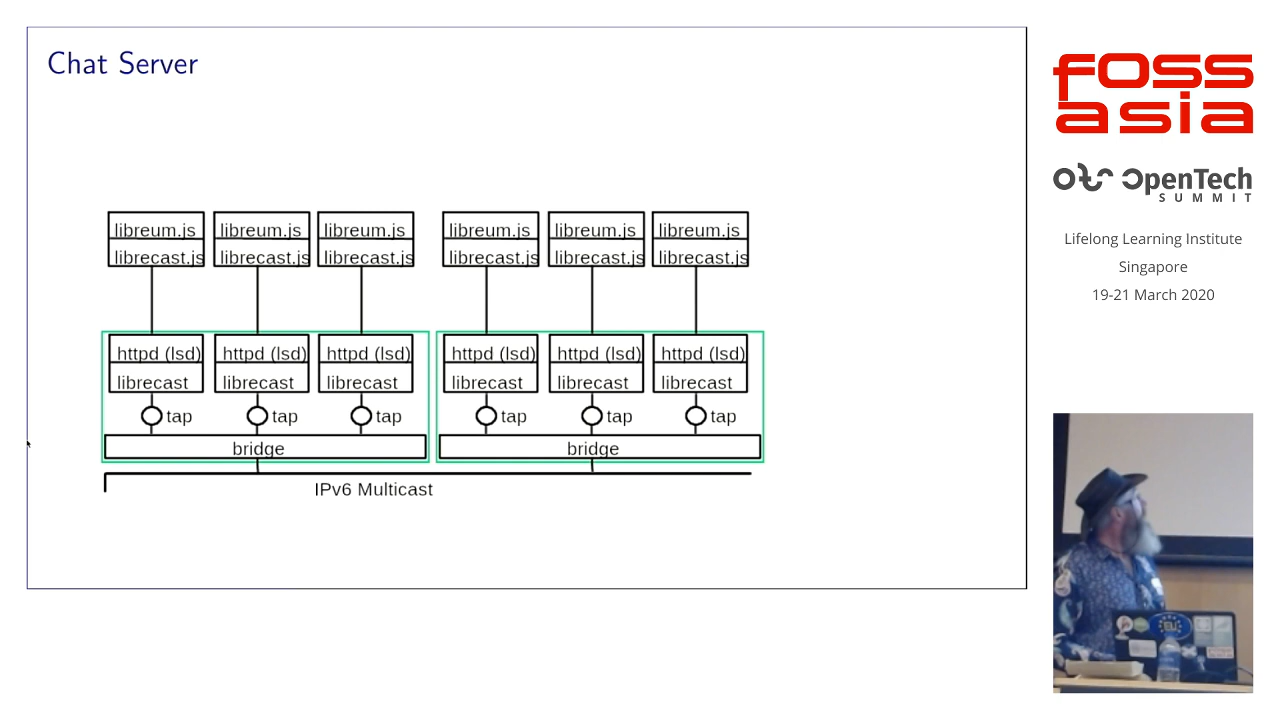 Chat Server
libreum.js libreum.js libreum.js libreum.js libreum.js libreum.js
librecast.js librecast.js librecast.js librecast.js librecast.js librecast.js
httpd (lsd) httpd (lsd) httpd (lsd) httpd (lsd) httpd (lsd) httpd (lsd)
librecast librecast librecast librecast librecast librecast
tap tap tap tap tap tap
bridge bridge
IPv6 Multicast
FOSS
asia
OpenTech
SUMMIT
Lifelong Learning Institute
Singapore
19-21 March 2020
EU